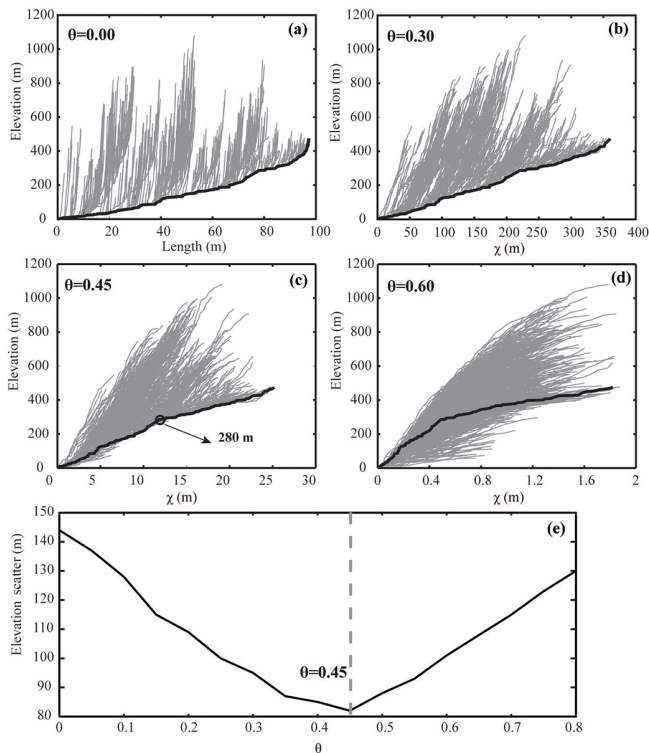 1200
1000
800
600
400
200
0
Elevation (m)
θ=0.00
(a)
0 20 40 60 80 100
Length (m)
1200
1000
800
600
400
200
0
Elevation (m)
θ=0.30
(b)
0 50 100 150 200 250 300 350 400
χ (m)
1200
1000
800
600
400
200
0
Elevation (m)
θ=0.45
(c)
280 m
0 5 10 15 20 25 30
χ (m)
1200
1000
800
600
400
200
0
Elevation (m)
θ=0.60
(d)
0 0.4 0.8 1.2 1.6 2
χ (m)
150
140
130
120
110
100
90
80
Elevation scatter (m)
(e)
θ=0.45
0 0.1 0.2 0.3 0.4 0.5 0.6 0.7 0.8
θ